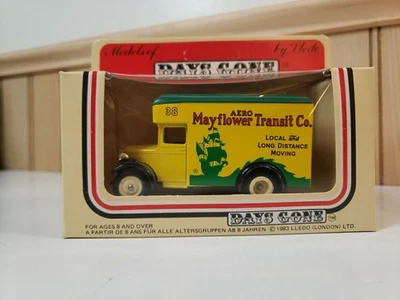 Models of by Lledo
DAYS GONE
38
AERO
Mayflower Transit Co.
LOCAL and
LONG DISTANCE
MOVING
DAYS GONE
FOR AGES 8 AND OVER
A PARTIR DE 8 ANS FÜR ALLE ALTERSGRUPPEN AB 8 JAHREN © 1983 LLEDO (LONDON) LTD.